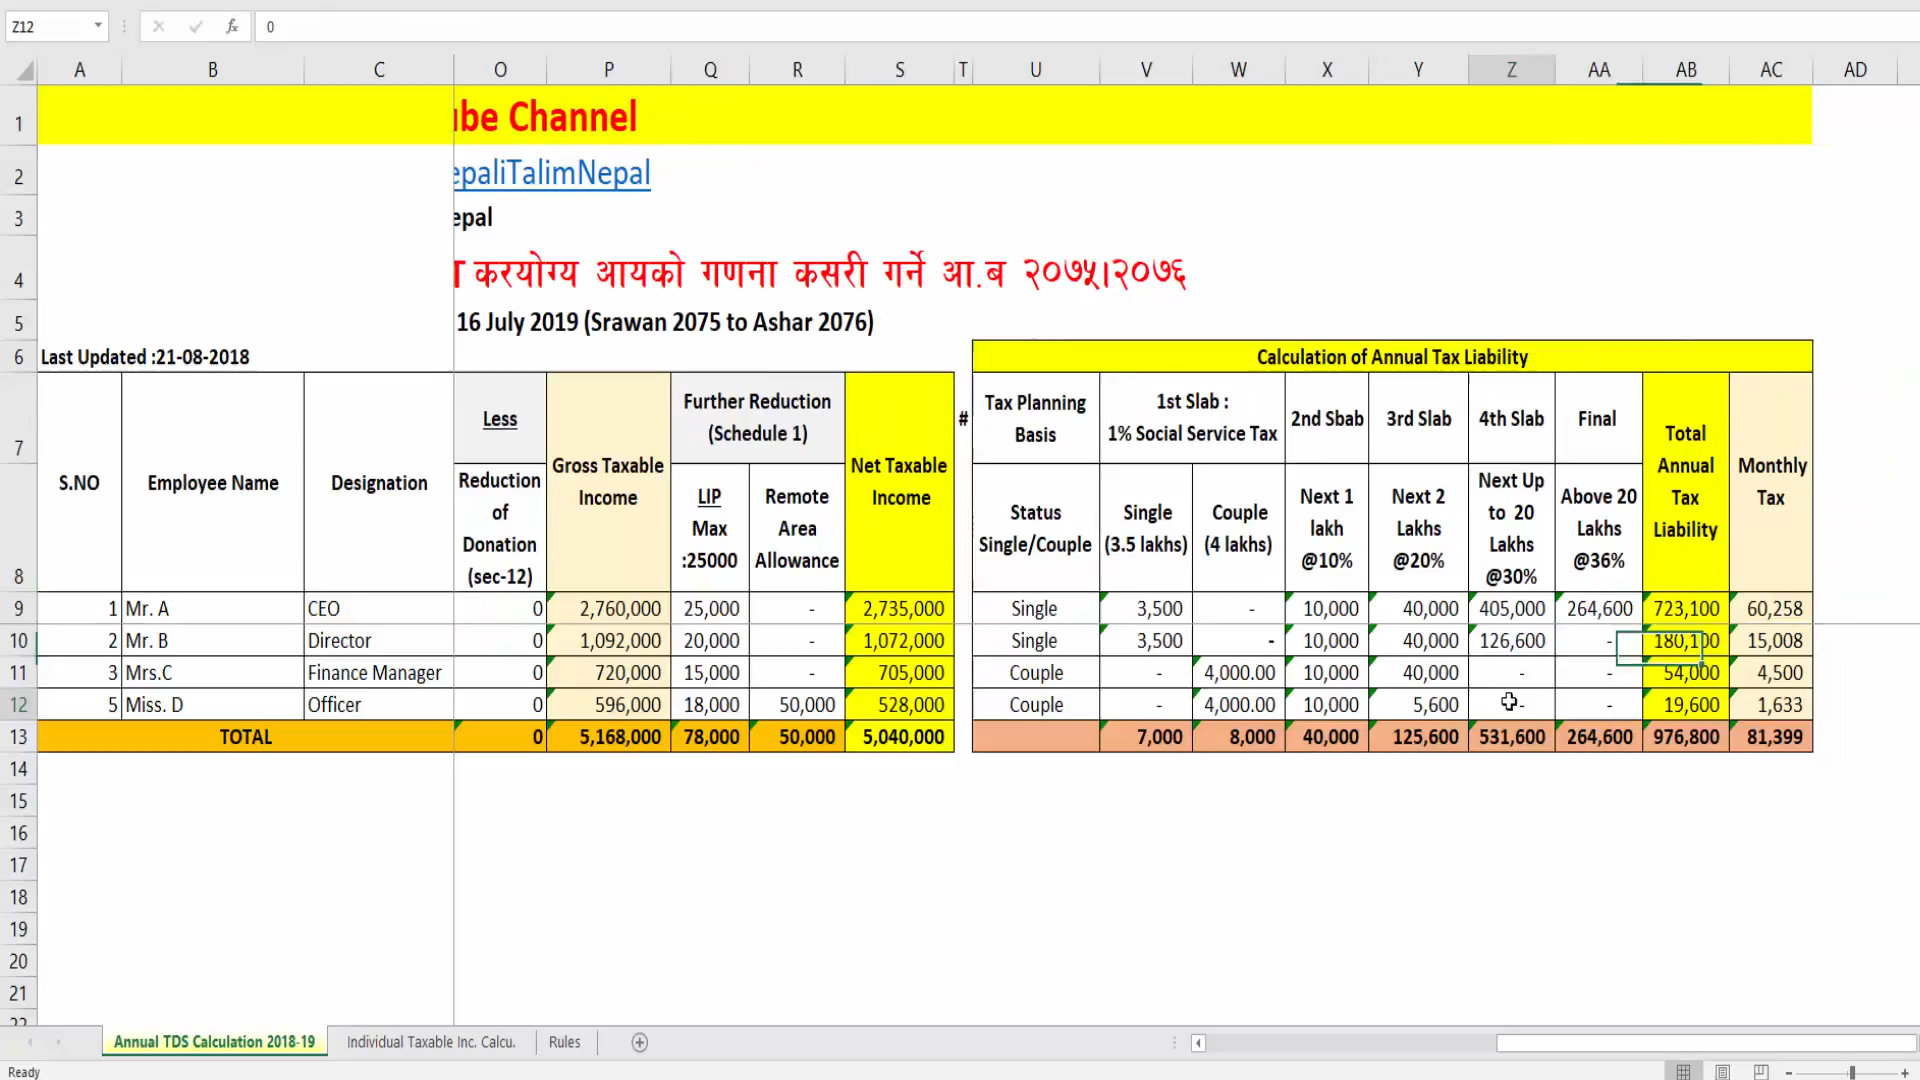 Z12 0
A B C O P Q R S T U V W X Y Z AA AB AC AD
1 ube Channel
2 epaliTalimNepal
3 epal
4 करयोग्य आयको गणना कसरी गर्ने आ.ब २०७५।२०७६
5 16 July 2019 (Srawan 2075 to Ashar 2076)
6 Last Updated :21-08-2018 Calculation of Annual Tax Liability
7 S.NO Employee Name Designation Less Gross Taxable Income Further Reduction (Schedule 1) Net Taxable Income # Tax Planning Basis 1st Slab : 1% Social Service Tax 2nd Sbab 3rd Slab 4th Slab Final Total Annual Tax Liability Monthly Tax
8 Reduction of Donation (sec-12) LIP Max :25000 Remote Area Allowance Status Single/Couple Single (3.5 lakhs) Couple (4 lakhs) Next 1 lakh @10% Next 2 Lakhs @20% Next Up to 20 Lakhs @30% Above 20 Lakhs @36%
9 1 Mr. A CEO 0 2,760,000 25,000 - 2,735,000 Single 3,500 - 10,000 40,000 405,000 264,600 723,100 60,258
10 2 Mr. B Director 0 1,092,000 20,000 - 1,072,000 Single 3,500 - 10,000 40,000 126,600 - 180,100 15,008
11 3 Mrs.C Finance Manager 0 720,000 15,000 - 705,000 Couple - 4,000.00 10,000 40,000 - - 54,000 4,500
12 5 Miss. D Officer 0 596,000 18,000 50,000 528,000 Couple - 4,000.00 10,000 5,600 - - 19,600 1,633
13 TOTAL 0 5,168,000 78,000 50,000 5,040,000 7,000 8,000 40,000 125,600 531,600 264,600 976,800 81,399
14
15
16
17
18
19
20
21
Annual TDS Calculation 2018-19 Individual Taxable Inc. Calcu. Rules
Ready